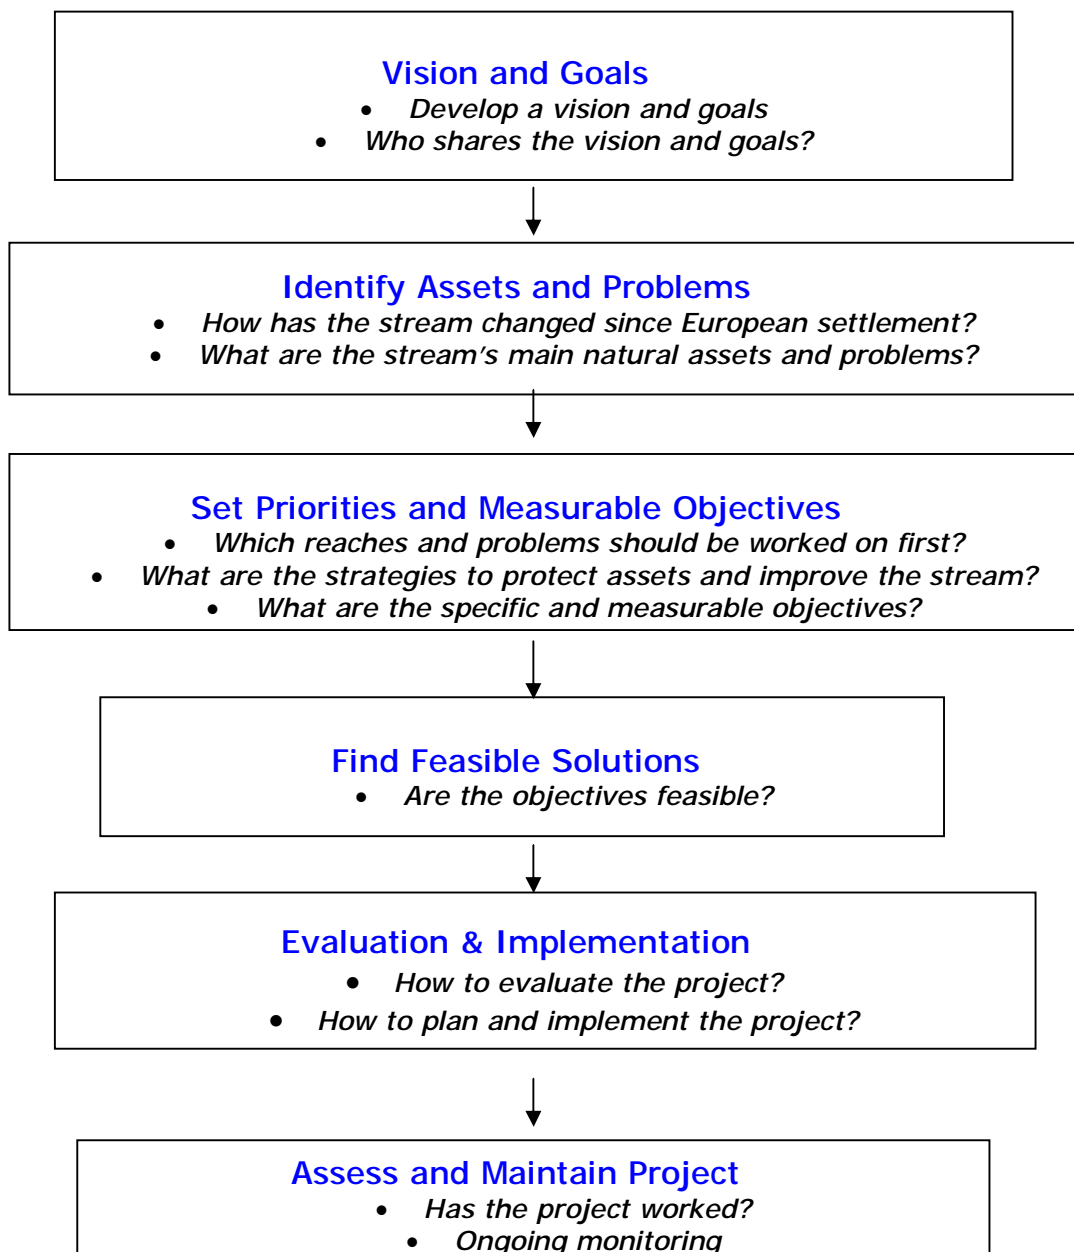 Vision and Goals
• Develop a vision and goals
• Who shares the vision and goals?
Identify Assets and Problems
• How has the stream changed since European settlement?
• What are the stream's main natural assets and problems?
Set Priorities and Measurable Objectives
• Which reaches and problems should be worked on first?
• What are the strategies to protect assets and improve the stream?
• What are the specific and measurable objectives?
Find Feasible Solutions
• Are the objectives feasible?
Evaluation & Implementation
• How to evaluate the project?
• How to plan and implement the project?
Assess and Maintain Project
• Has the project worked?
• Ongoing monitoring